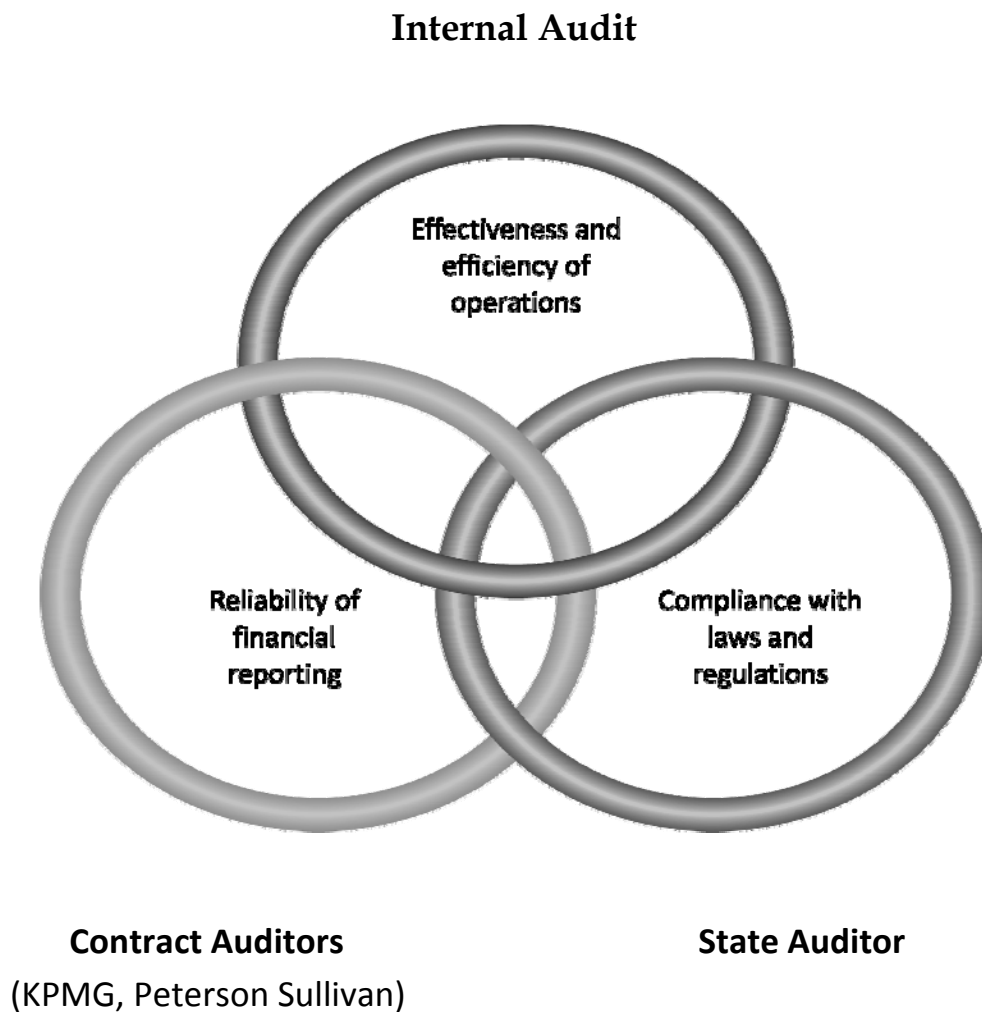 Internal Audit
Effectiveness and
efficiency of
operations
Reliability of
financial
reporting
Compliance with
laws and
regulations
Contract Auditors
(KPMG, Peterson Sullivan)
State Auditor